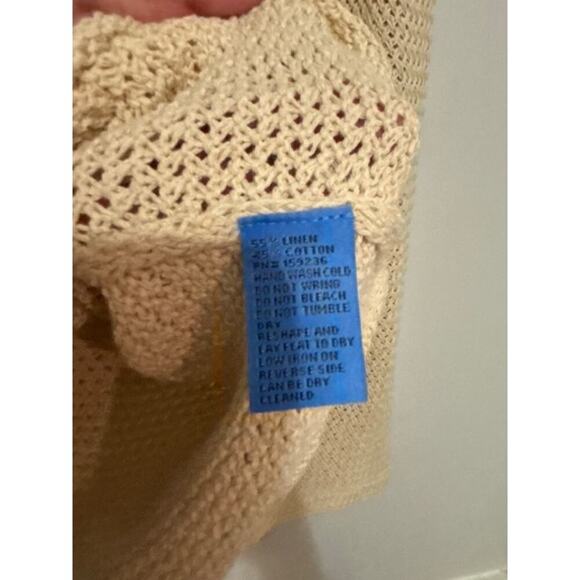 55% LINEN
45% COTTON
RN# 159236
HAND WASH COLD
DO NOT WRING
DO NOT BLEACH
DO NOT TUMBLE
DRY
RESHAPE AND
LAY FLAT TO DRY
LOW IRON ON
REVERSE SIDE
CAN BE DRY
CLEANED